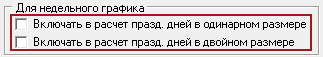 Для недельного графика
Включать в расчет празд. дней в одинарном размере
Включать в расчет празд. дней в двойном размере